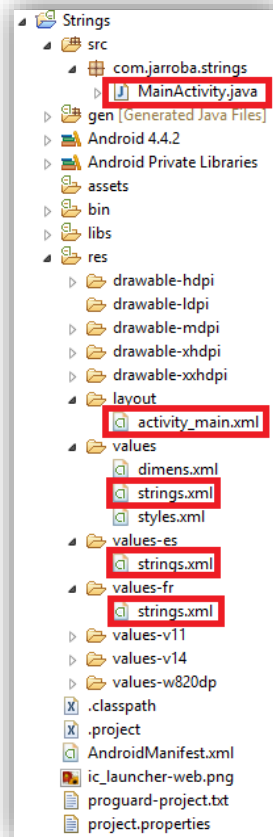 Strings
src
com.jarroba.strings
MainActivity.java
gen [Generated Java Files]
Android 4.4.2
Android Private Libraries
assets
bin
libs
res
drawable-hdpi
drawable-ldpi
drawable-mdpi
drawable-xhdpi
drawable-xxhdpi
layout
activity_main.xml
values
dimens.xml
strings.xml
styles.xml
values-es
strings.xml
values-fr
strings.xml
values-v11
values-v14
values-w820dp
.classpath
.project
AndroidManifest.xml
ic_launcher-web.png
proguard-project.txt
project.properties